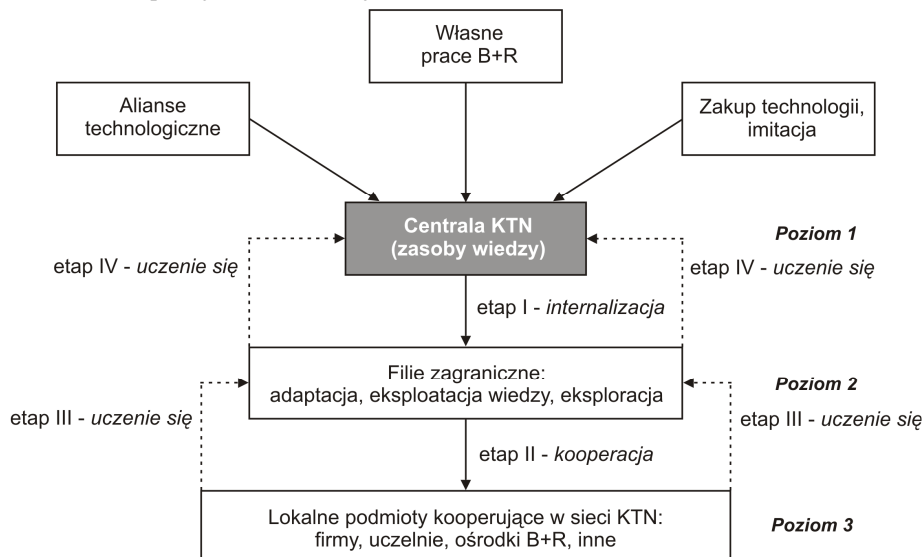 Własne
prace B+R
Alianse
technologiczne
Zakup technologii,
imitacja
Centrala KTN
(zasoby wiedzy)
Poziom 1
etap IV - uczenie się
etap IV - uczenie się
etap I - internalizacja
Filie zagraniczne:
adaptacja, eksploatacja wiedzy, eksploracja
Poziom 2
etap III - uczenie się
etap III - uczenie się
etap II - kooperacja
Lokalne podmioty kooperujące w sieci KTN:
firmy, uczelnie, ośrodki B+R, inne
Poziom 3